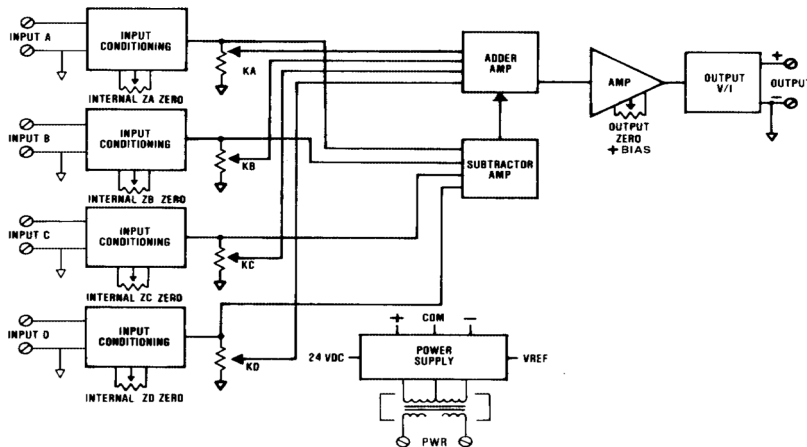 INPUT A
INPUT CONDITIONING
INTERNAL ZA ZERO
KA
INPUT B
INPUT CONDITIONING
INTERNAL ZB ZERO
KB
INPUT C
INPUT CONDITIONING
INTERNAL ZC ZERO
KC
INPUT D
INPUT CONDITIONING
INTERNAL ZD ZERO
KD
ADDER
AMP
SUBTRACTOR
AMP
AMP
OUTPUT
ZERO
+ BIAS
OUTPUT
V/I
+
OUTPUT
−
+ COM −
24 VDC
POWER
SUPPLY
VREF
PWR